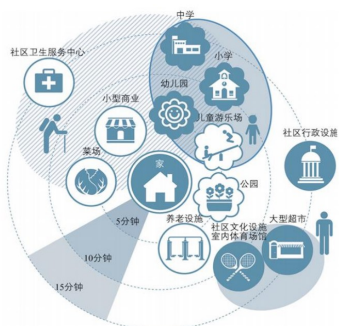 中学
小学
社区卫生服务中心
幼儿园
小型商业
儿童游乐场
社区行政设施
菜场
家
公园
5分钟
养老设施
社区文化设施
室内体育场馆
大型超市
10分钟
15分钟